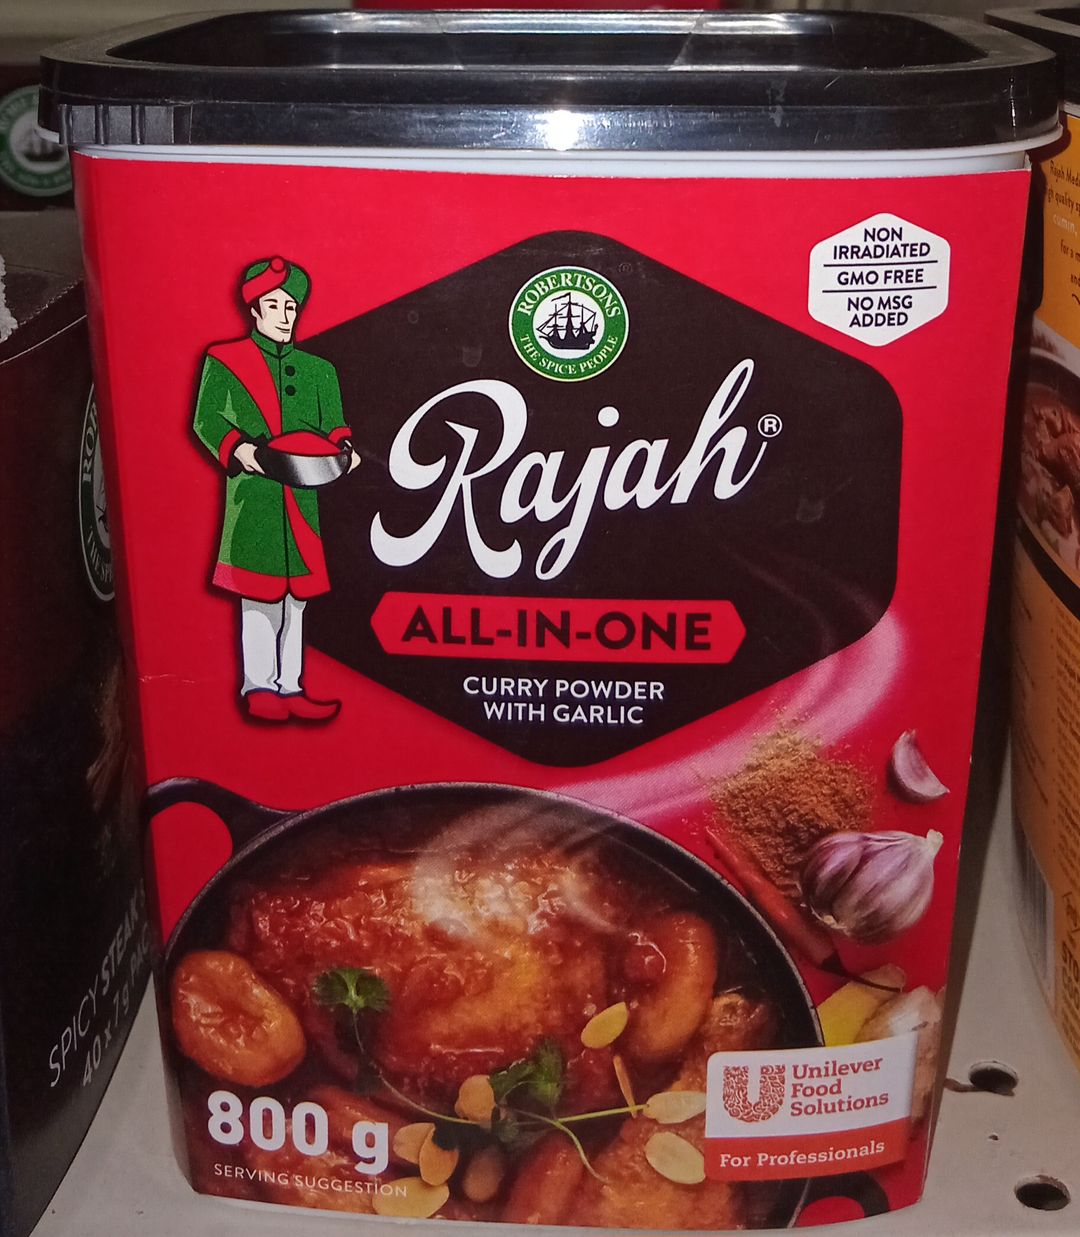 ROBERTSONS
THE SPICE PEOPLE
Rajah®
ALL-IN-ONE
CURRY POWDER
WITH GARLIC
NON
IRRADIATED
GMO FREE
NO MSG
ADDED
800 g
SERVING SUGGESTION
Unilever
Food
Solutions
For Professionals
SPICY STEAK
40 x 7g PAC